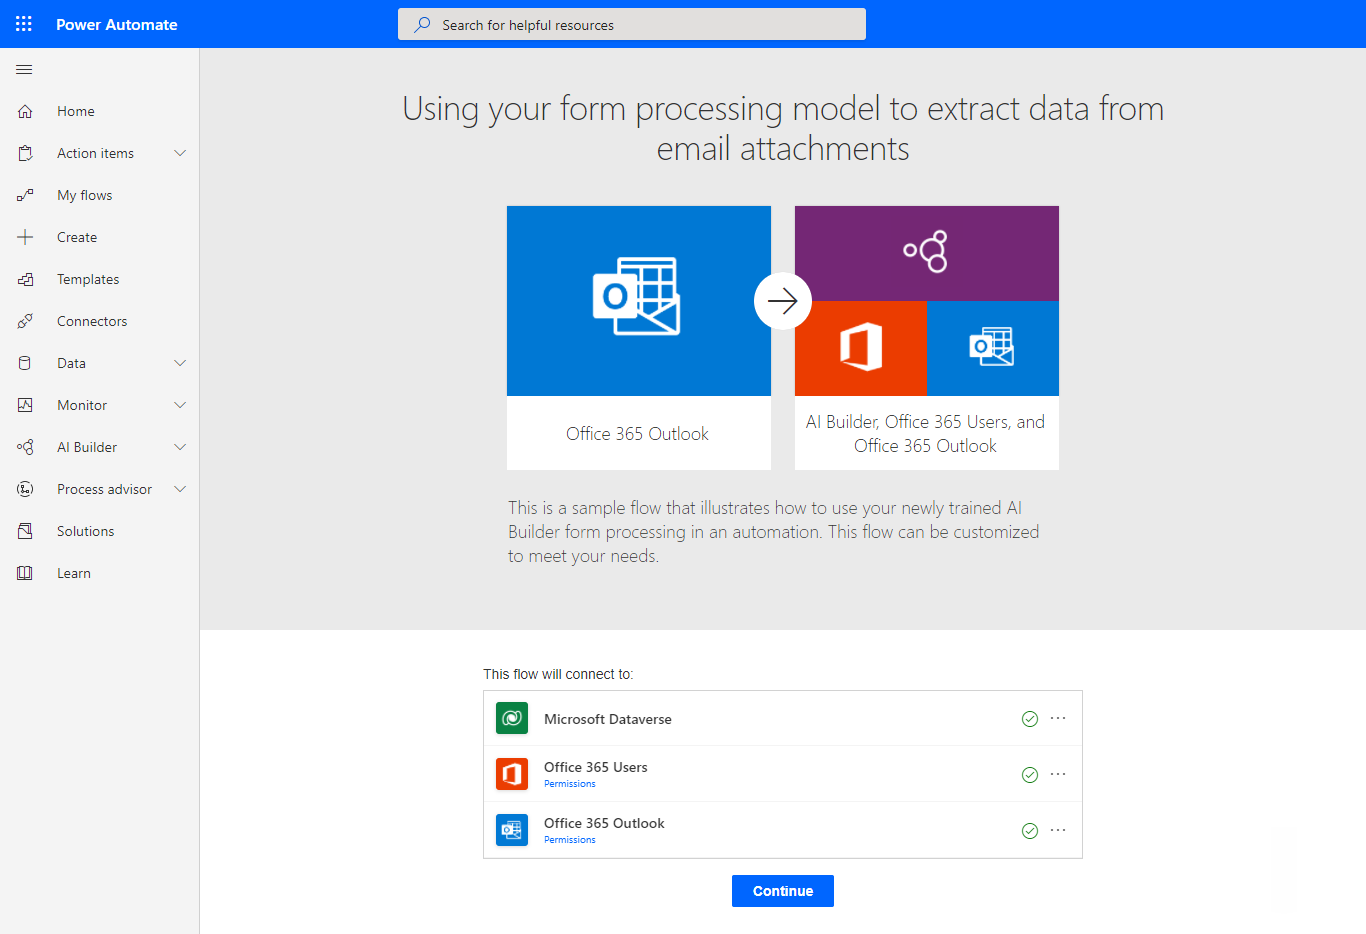 Power Automate
Search for helpful resources
Home
Action items
My flows
Create
Templates
Connectors
Data
Monitor
AI Builder
Process advisor
Solutions
Learn
Using your form processing model to extract data from
email attachments
Office 365 Outlook
AI Builder, Office 365 Users, and
Office 365 Outlook
This is a sample flow that illustrates how to use your newly trained AI
Builder form processing in an automation. This flow can be customized
to meet your needs.
This flow will connect to:
Microsoft Dataverse
Office 365 Users
Permissions
Office 365 Outlook
Permissions
Continue